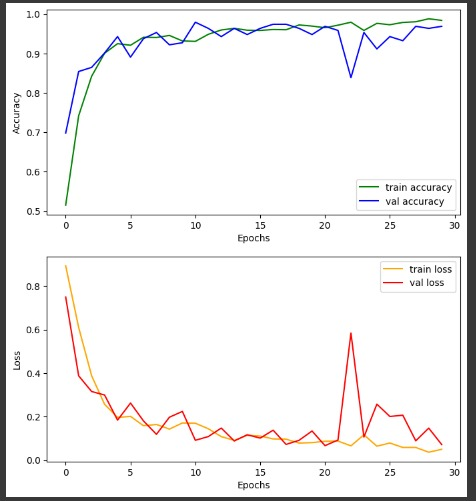 1.0
0.9
0.8
0.7
0.6
0.5
Accuracy
train accuracy
val accuracy
0 5 10 15 20 25 30
Epochs
0.8
0.6
0.4
0.2
0.0
Loss
train loss
val loss
0 5 10 15 20 25 30
Epochs